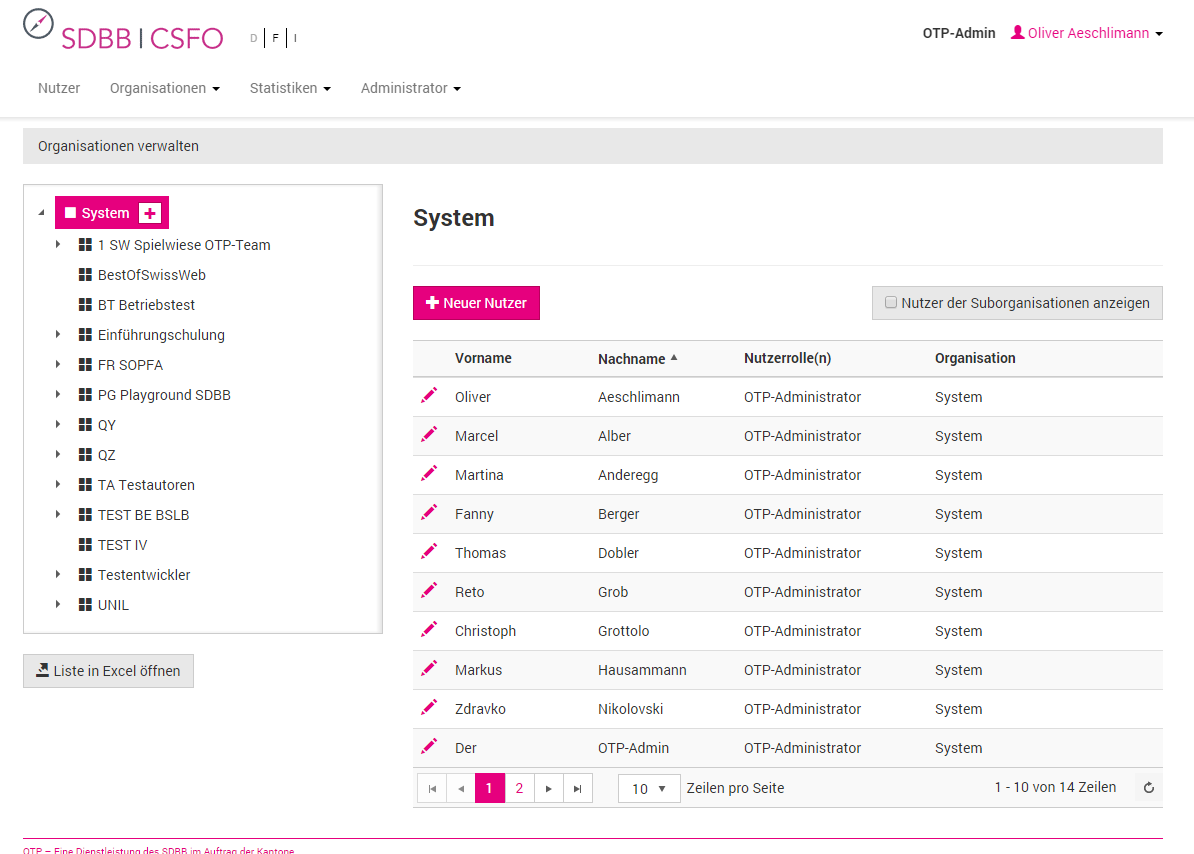 SDBB | CSFO D | F | I OTP-Admin Oliver Aeschlimann
Nutzer Organisationen Statistiken Administrator
Organisationen verwalten
System
1 SW Spielwiese OTP-Team
BestOfSwissWeb
BT Betriebstest
Einführungschulung
FR SOPFA
PG Playground SDBB
QY
QZ
TA Testautoren
TEST BE BSLB
TEST IV
Testentwickler
UNIL
Liste in Excel öffnen
System
Neuer Nutzer Nutzer der Suborganisationen anzeigen
Vorname Nachname Nutzerrolle(n) Organisation
Oliver Aeschlimann OTP-Administrator System
Marcel Alber OTP-Administrator System
Martina Anderegg OTP-Administrator System
Fanny Berger OTP-Administrator System
Thomas Dobler OTP-Administrator System
Reto Grob OTP-Administrator System
Christoph Grottolo OTP-Administrator System
Markus Hausammann OTP-Administrator System
Zdravko Nikolovski OTP-Administrator System
Der OTP-Admin OTP-Administrator System
1 2 10 Zeilen pro Seite 1 - 10 von 14 Zeilen
OTP – Eine Dienstleistung des SDBB im Auftrag der Kantone